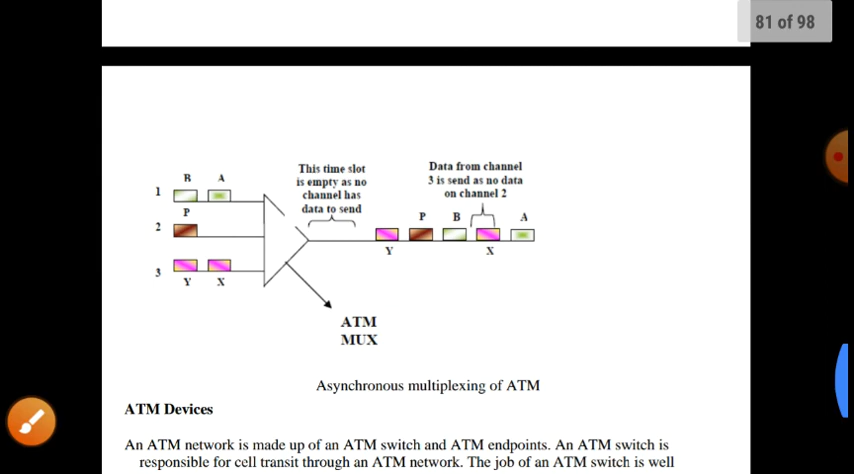 81 of 98
This time slot
is empty as no
channel has
data to send
Data from channel
3 is send as no data
on channel 2
R A
1
P
2
3
Y X
P B A
Y X
ATM
MUX
Asynchronous multiplexing of ATM
ATM Devices
An ATM network is made up of an ATM switch and ATM endpoints. An ATM switch is
responsible for cell transit through an ATM network. The job of an ATM switch is well